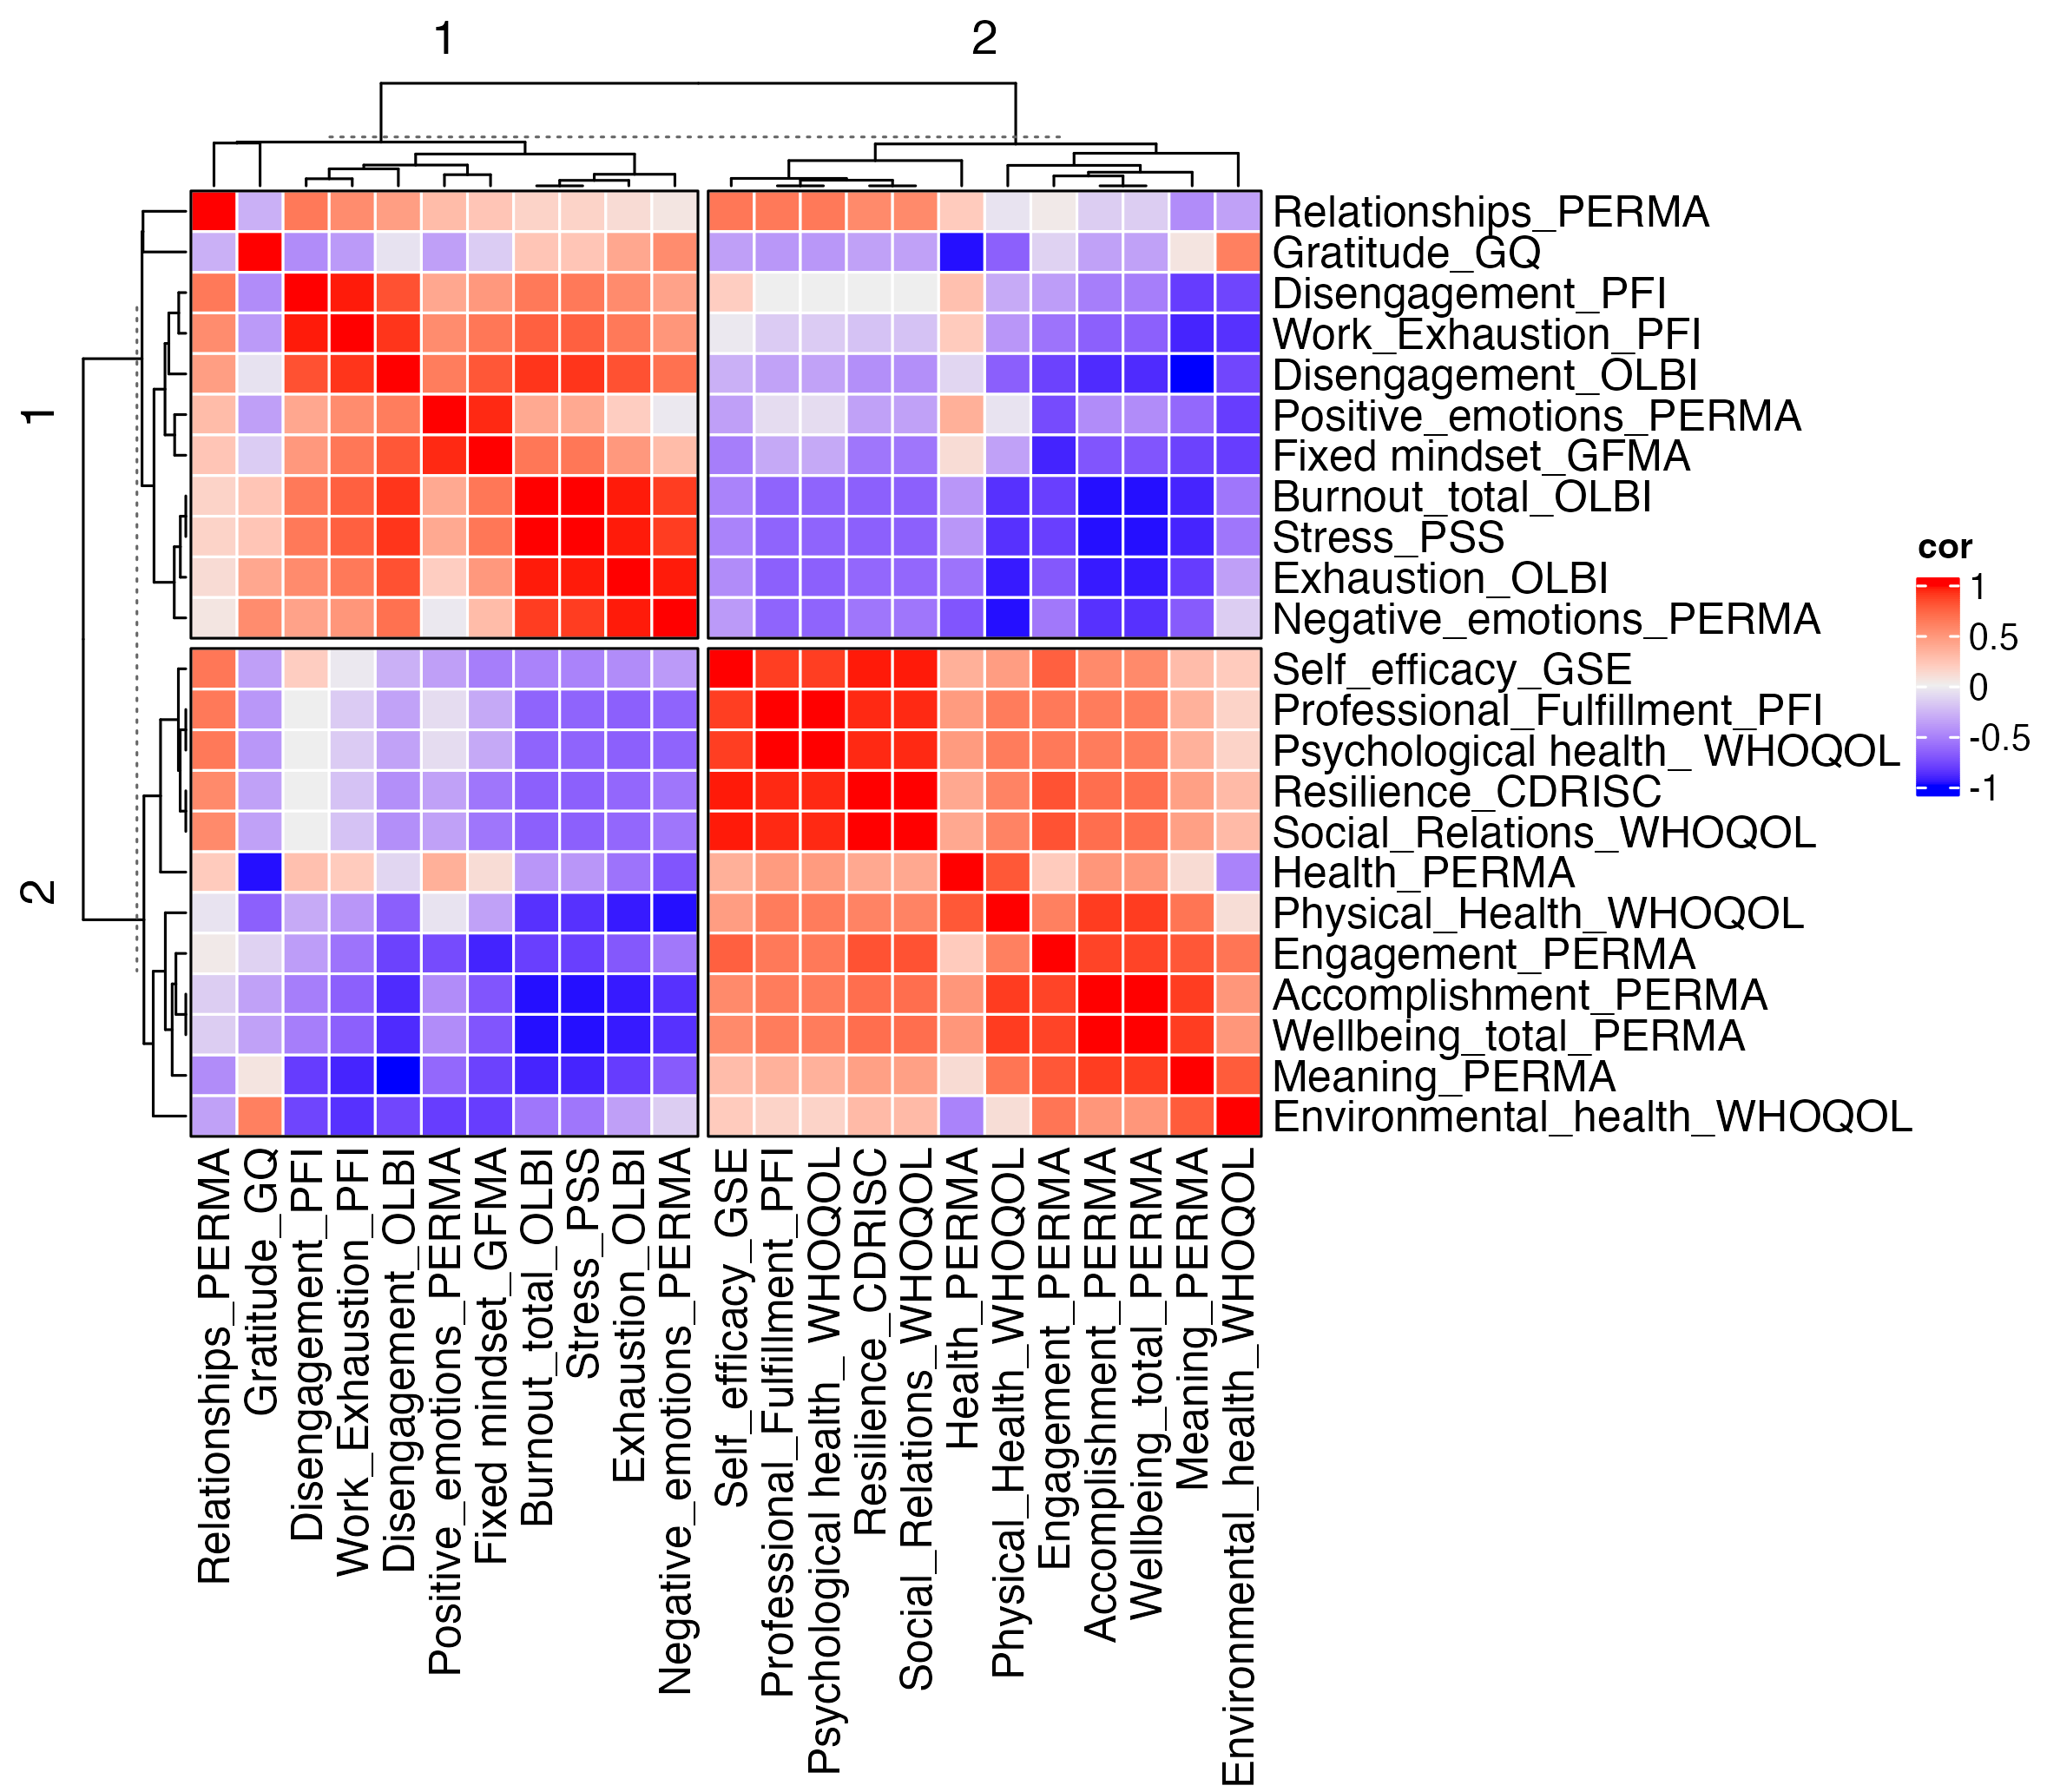 1
2
1
2
Relationships_PERMA
Gratitude_GQ
Disengagement_PFI
Work_Exhaustion_PFI
Disengagement_OLBI
Positive_emotions_PERMA
Fixed mindset_GFMA
Burnout_total_OLBI
Stress_PSS
Exhaustion_OLBI
Negative_emotions_PERMA
Self_efficacy_GSE
Professional_Fulfillment_PFI
Psychological health_ WHOQOL
Resilience_CDRISC
Social_Relations_WHOQOL
Health_PERMA
Physical_Health_WHOQOL
Engagement_PERMA
Accomplishment_PERMA
Wellbeing_total_PERMA
Meaning_PERMA
Environmental_health_WHOQOL
cor
1
0.5
0
-0.5
-1
Relationships_PERMA
Gratitude_GQ
Disengagement_PFI
Work_Exhaustion_PFI
Disengagement_OLBI
Positive_emotions_PERMA
Fixed mindset_GFMA
Burnout_total_OLBI
Stress_PSS
Exhaustion_OLBI
Negative_emotions_PERMA
Self_efficacy_GSE
Professional_Fulfillment_PFI
Psychological health_ WHOQOL
Resilience_CDRISC
Social_Relations_WHOQOL
Health_PERMA
Physical_Health_WHOQOL
Engagement_PERMA
Accomplishment_PERMA
Wellbeing_total_PERMA
Meaning_PERMA
Environmental_health_WHOQOL